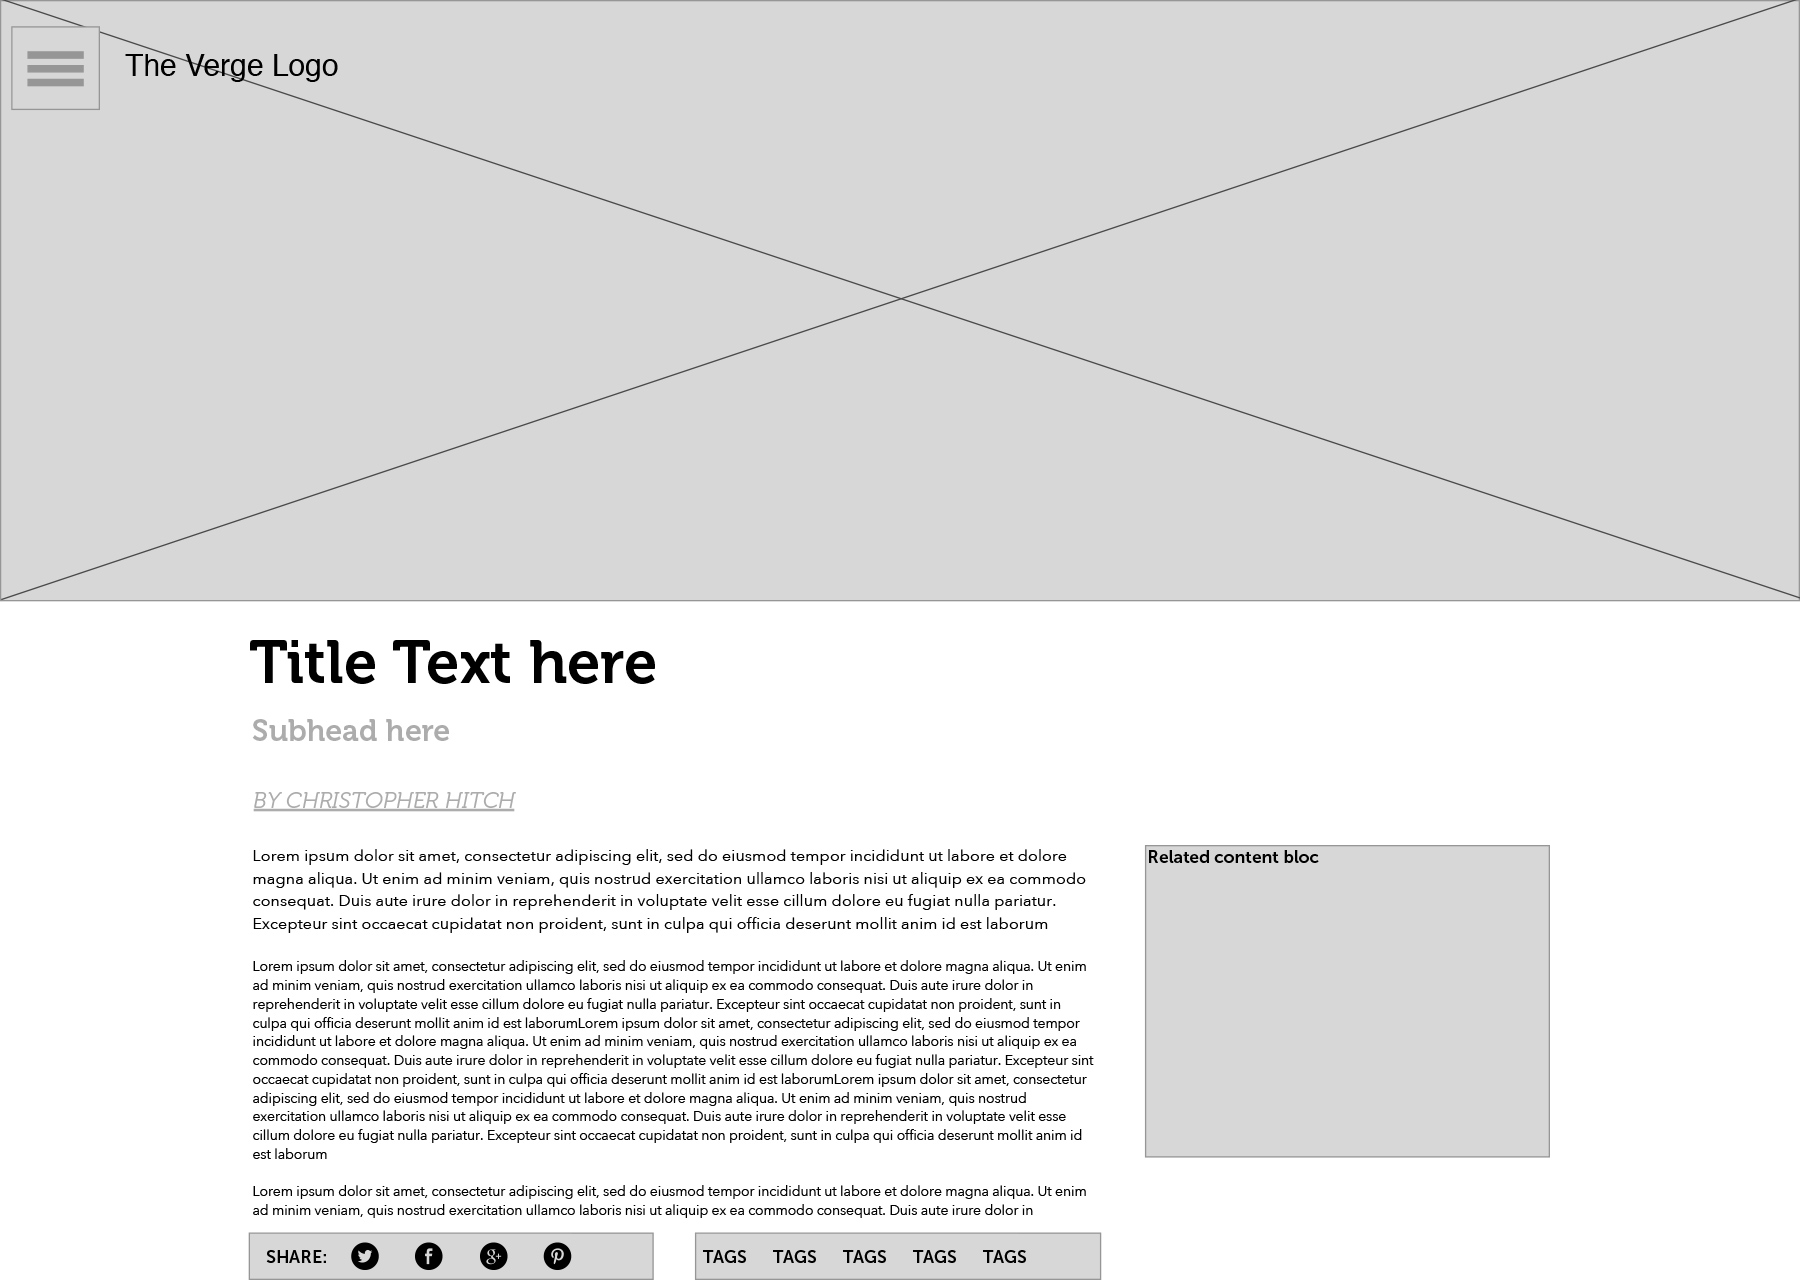 The Verge Logo
Title Text here
Subhead here
BY CHRISTOPHER HITCH
Lorem ipsum dolor sit amet, consectetur adipiscing elit, sed do eiusmod tempor incididunt ut labore et dolore
magna aliqua. Ut enim ad minim veniam, quis nostrud exercitation ullamco laboris nisi ut aliquip ex ea commodo
consequat. Duis aute irure dolor in reprehenderit in voluptate velit esse cillum dolore eu fugiat nulla pariatur.
Excepteur sint occaecat cupidatat non proident, sunt in culpa qui officia deserunt mollit anim id est laborum
Lorem ipsum dolor sit amet, consectetur adipiscing elit, sed do eiusmod tempor incididunt ut labore et dolore magna aliqua. Ut enim
ad minim veniam, quis nostrud exercitation ullamco laboris nisi ut aliquip ex ea commodo consequat. Duis aute irure dolor in
reprehenderit in voluptate velit esse cillum dolore eu fugiat nulla pariatur. Excepteur sint occaecat cupidatat non proident, sunt in
culpa qui officia deserunt mollit anim id est laborumLorem ipsum dolor sit amet, consectetur adipiscing elit, sed do eiusmod tempor
incididunt ut labore et dolore magna aliqua. Ut enim ad minim veniam, quis nostrud exercitation ullamco laboris nisi ut aliquip ex ea
commodo consequat. Duis aute irure dolor in reprehenderit in voluptate velit esse cillum dolore eu fugiat nulla pariatur. Excepteur sint
occaecat cupidatat non proident, sunt in culpa qui officia deserunt mollit anim id est laborumLorem ipsum dolor sit amet, consectetur
adipiscing elit, sed do eiusmod tempor incididunt ut labore et dolore magna aliqua. Ut enim ad minim veniam, quis nostrud
exercitation ullamco laboris nisi ut aliquip ex ea commodo consequat. Duis aute irure dolor in reprehenderit in voluptate velit esse
cillum dolore eu fugiat nulla pariatur. Excepteur sint occaecat cupidatat non proident, sunt in culpa qui officia deserunt mollit anim id
est laborum
Lorem ipsum dolor sit amet, consectetur adipiscing elit, sed do eiusmod tempor incididunt ut labore et dolore magna aliqua. Ut enim
ad minim veniam, quis nostrud exercitation ullamco laboris nisi ut aliquip ex ea commodo consequat. Duis aute irure dolor in
Related content bloc
SHARE:
TAGS TAGS TAGS TAGS TAGS